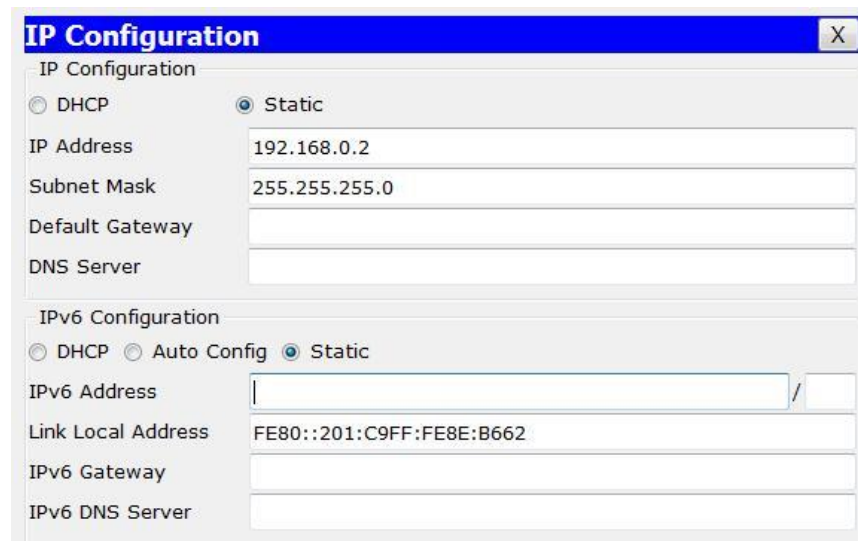 IP Configuration X
IP Configuration
DHCP Static
IP Address 192.168.0.2
Subnet Mask 255.255.255.0
Default Gateway
DNS Server
IPv6 Configuration
DHCP Auto Config Static
IPv6 Address /
Link Local Address FE80::201:C9FF:FE8E:B662
IPv6 Gateway
IPv6 DNS Server